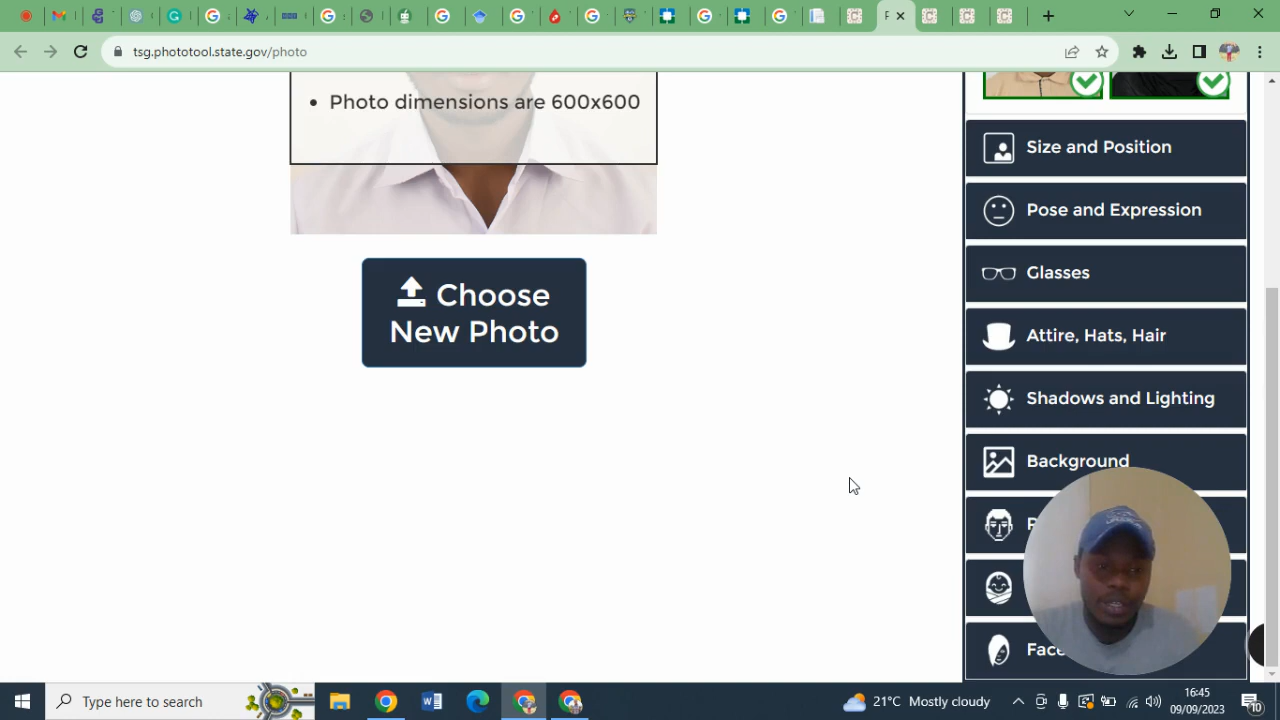 F
tsg.phototool.state.gov/photo
• Photo dimensions are 600x600
Choose
New Photo
Size and Position
Pose and Expression
Glasses
Attire, Hats, Hair
Shadows and Lighting
Background
Face
Type here to search
21°C Mostly cloudy
16:45
09/09/2023
10